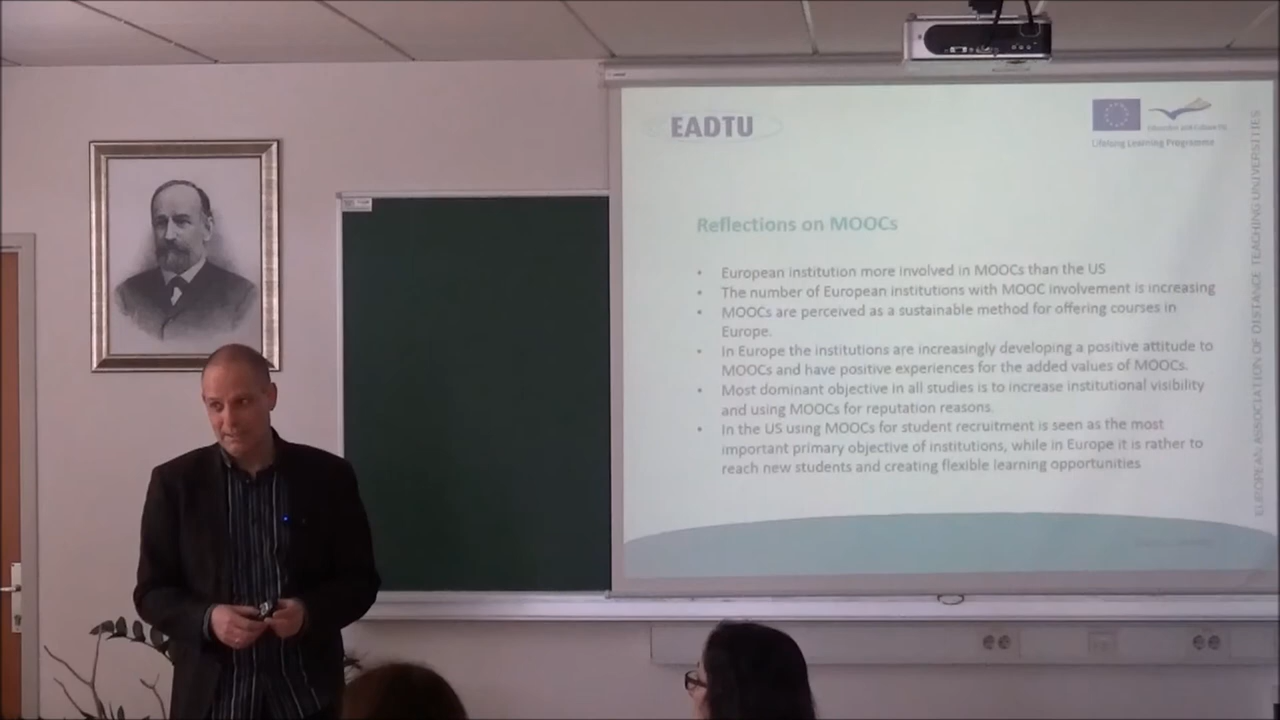 EADTU
Lifelong Learning Programme
EUROPEAN ASSOCIATION OF DISTANCE TEACHING UNIVERSITIES
Reflections on MOOCs
• European institution more involved in MOOCs than the US
• The number of European institutions with MOOC involvement is increasing
• MOOCs are perceived as a sustainable method for offering courses in
Europe.
• In Europe the institutions are increasingly developing a positive attitude to
MOOCs and have positive experiences for the added values of MOOCs.
• Most dominant objective in all studies is to increase institutional visibility
and using MOOCs for reputation reasons.
• In the US using MOOCs for student recruitment is seen as the most
important primary objective of institutions, while in Europe it is rather to
reach new students and creating flexible learning opportunities